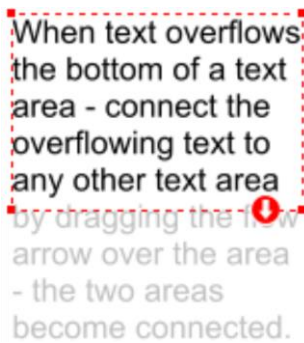 When text overflows
the bottom of a text
area - connect the
overflowing text to
any other text area
by dragging the flow
arrow over the area
- the two areas
become connected.